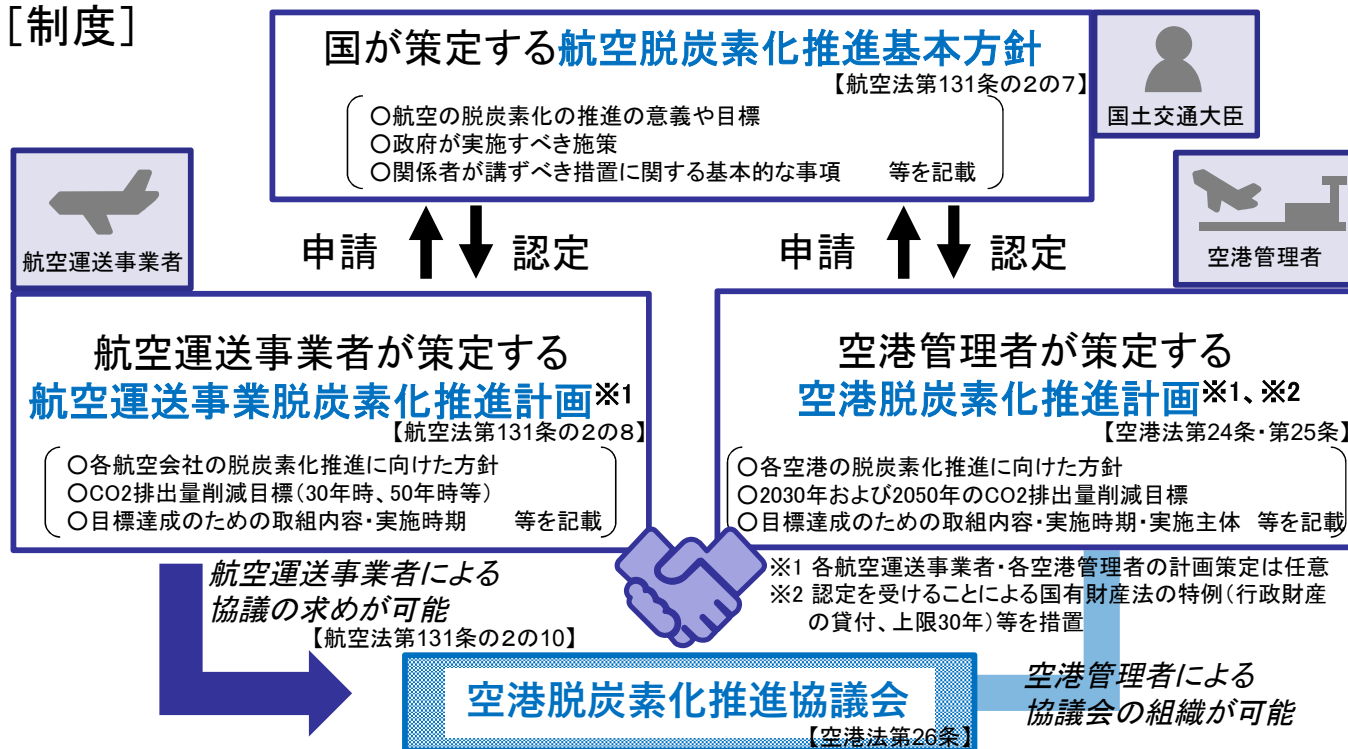 [制度]
国が策定する航空脱炭素化推進基本方針
【航空法第131条の2の7】
○航空の脱炭素化の推進の意義や目標
○政府が実施すべき施策
○関係者が講ずべき措置に関する基本的な事項　　等を記載
国土交通大臣
航空運送事業者
空港管理者
申請
認定
申請
認定
航空運送事業者が策定する
航空運送事業脱炭素化推進計画※1
【航空法第131条の2の8】
○各航空会社の脱炭素化推進に向けた方針
○CO2排出量削減目標(30年時、50年時等)
○目標達成のための取組内容・実施時期　　等を記載
空港管理者が策定する
空港脱炭素化推進計画※1、※2
【空港法第24条・第25条】
○各空港の脱炭素化推進に向けた方針
○2030年および2050年のCO2排出量削減目標
○目標達成のための取組内容・実施時期・実施主体　等を記載
航空運送事業者による
協議の求めが可能
【航空法第131条の2の10】
※1 各航空運送事業者・各空港管理者の計画策定は任意
※2 認定を受けることによる国有財産法の特例(行政財産
の貸付、上限30年)等を措置
空港脱炭素化推進協議会
【空港法第26条】
空港管理者による
協議会の組織が可能